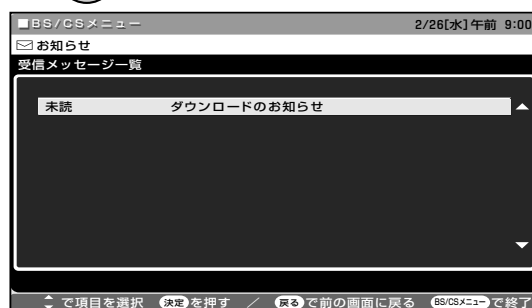 ■BS/CSメニュー 2/26[水]午前 9:00
お知らせ
受信メッセージ一覧
未読 ダウンロードのお知らせ
で項目を選択 決定を押す ／ 戻るで前の画面に戻る BS/CSメニューで終了